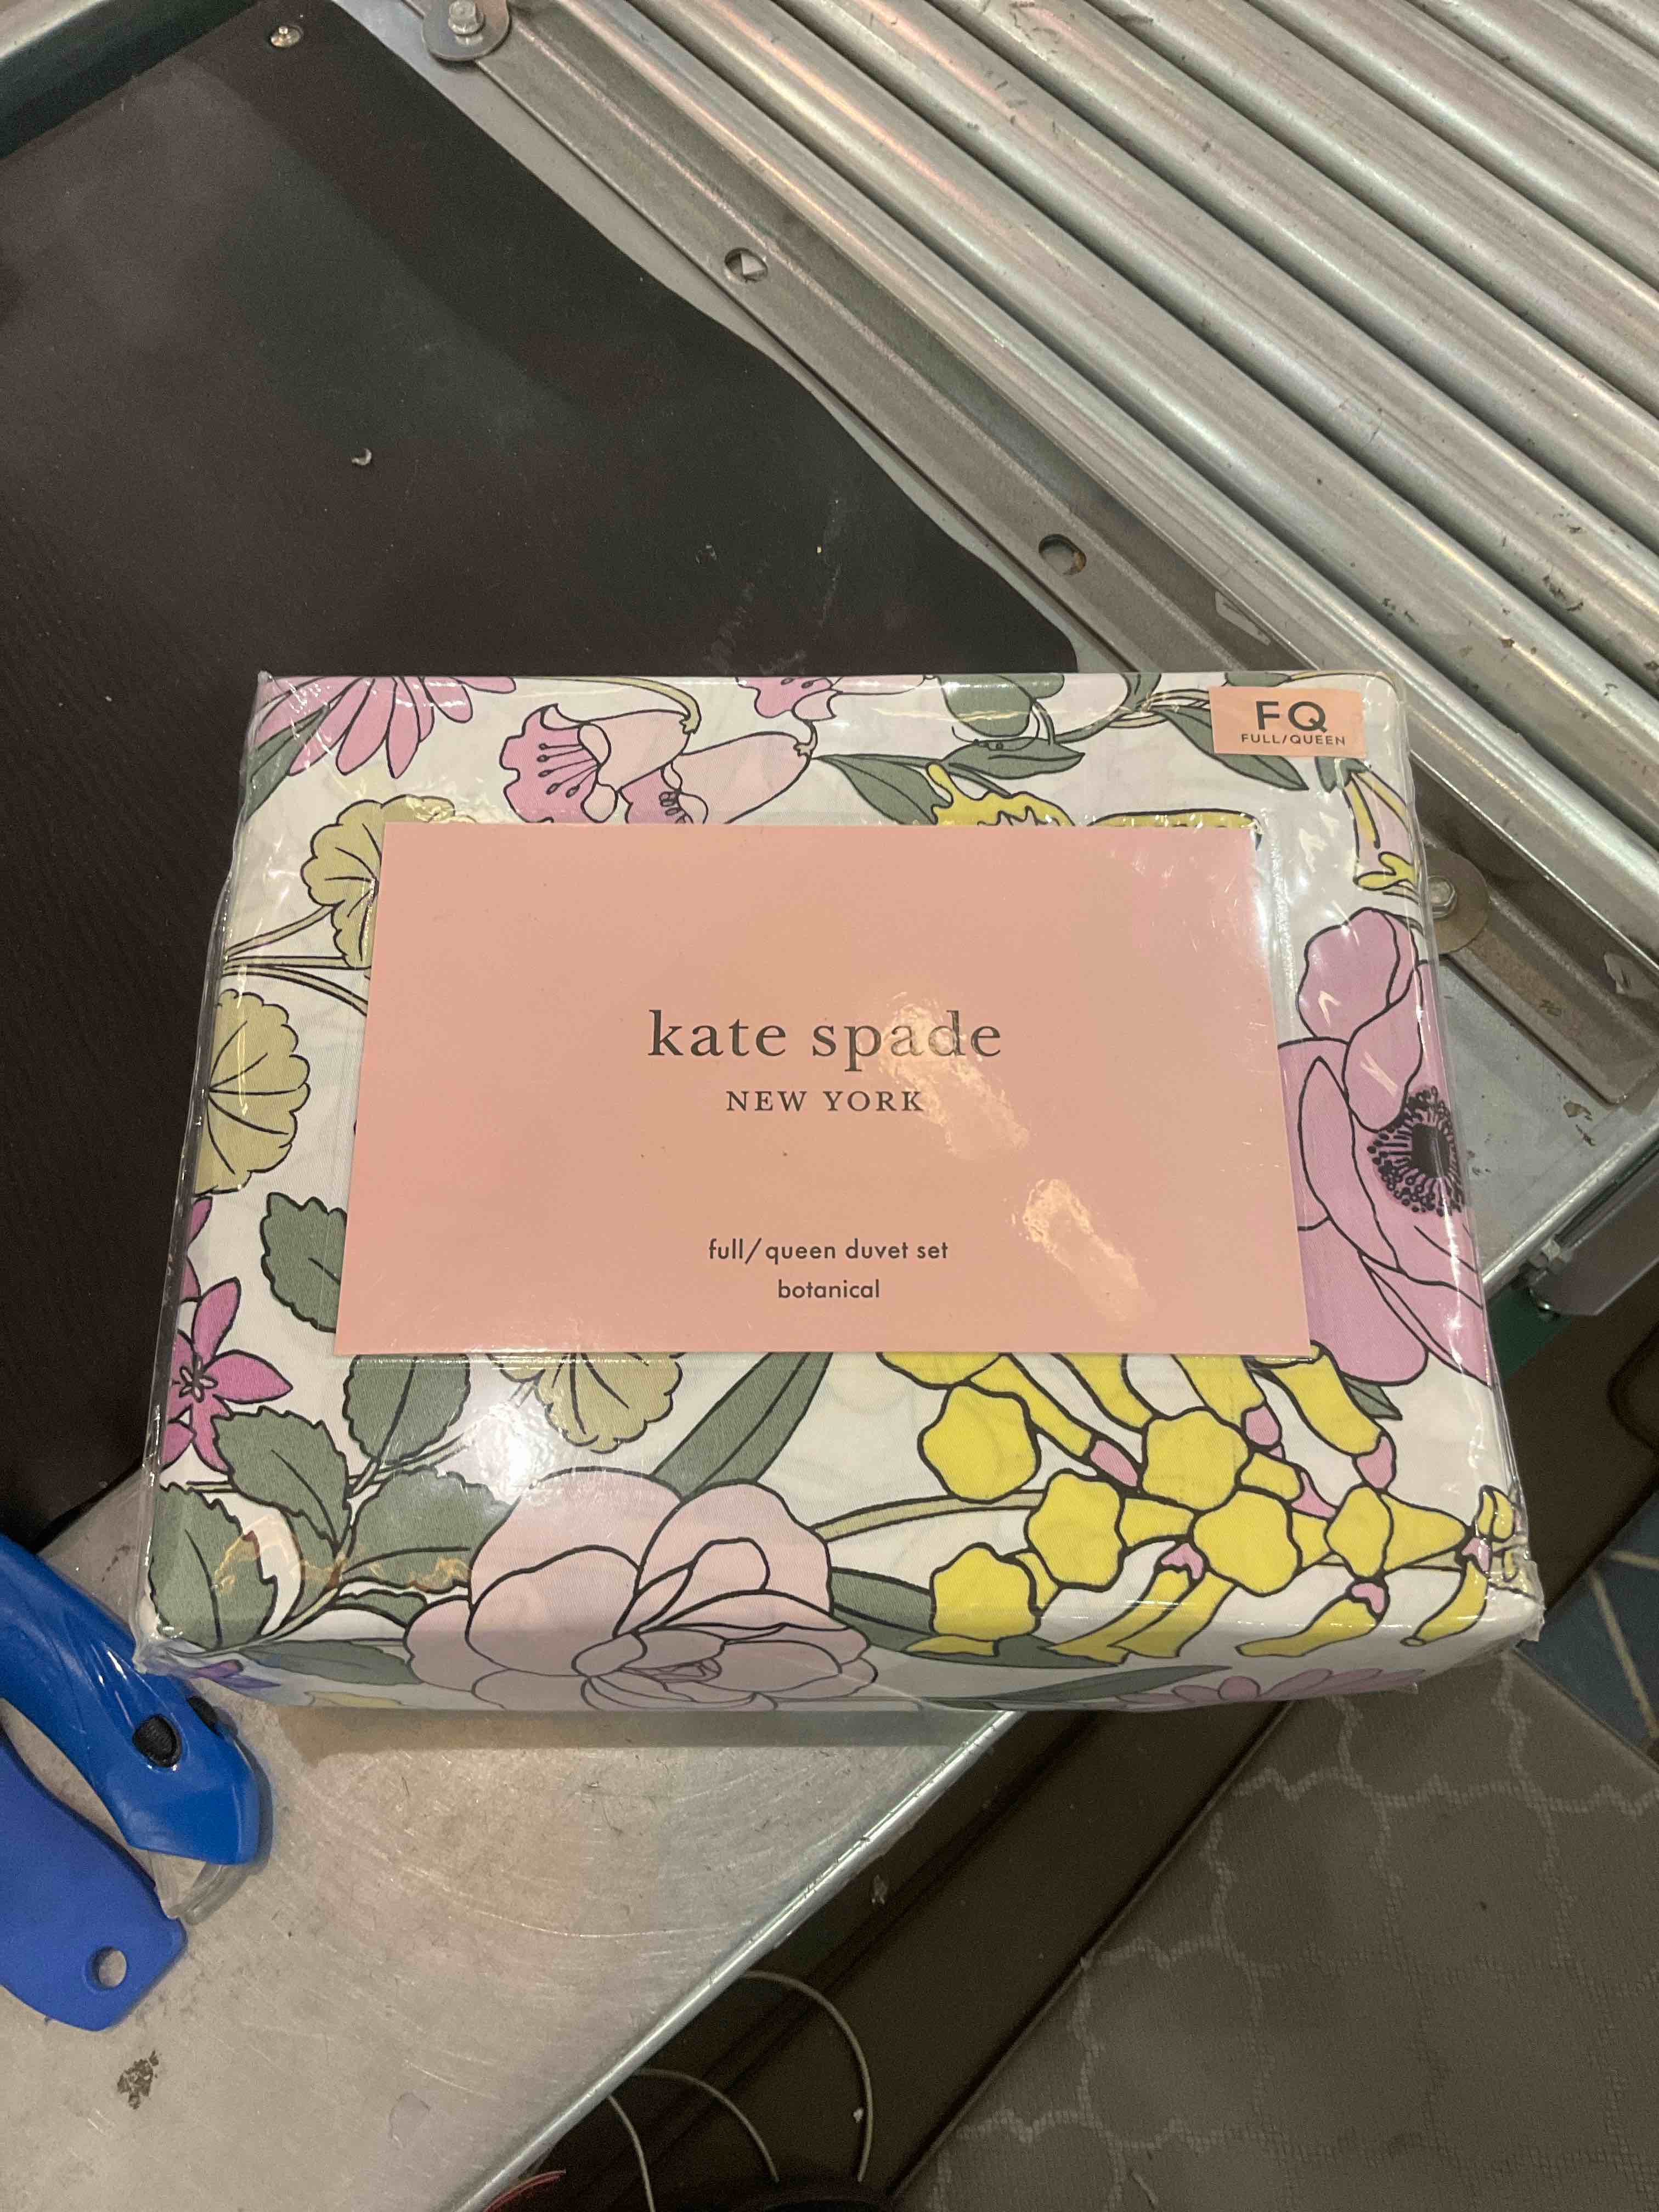 FQ
FULL/QUEEN
kate spade
NEW YORK
full/queen duvet set
botanical